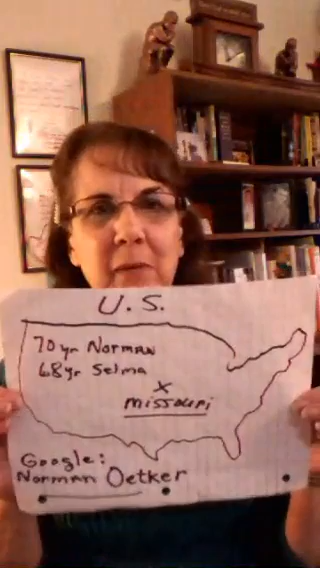 U.S.
70 yr NORMAN
68 yr Selma
X
Missouri
Google:
Norman Oetker